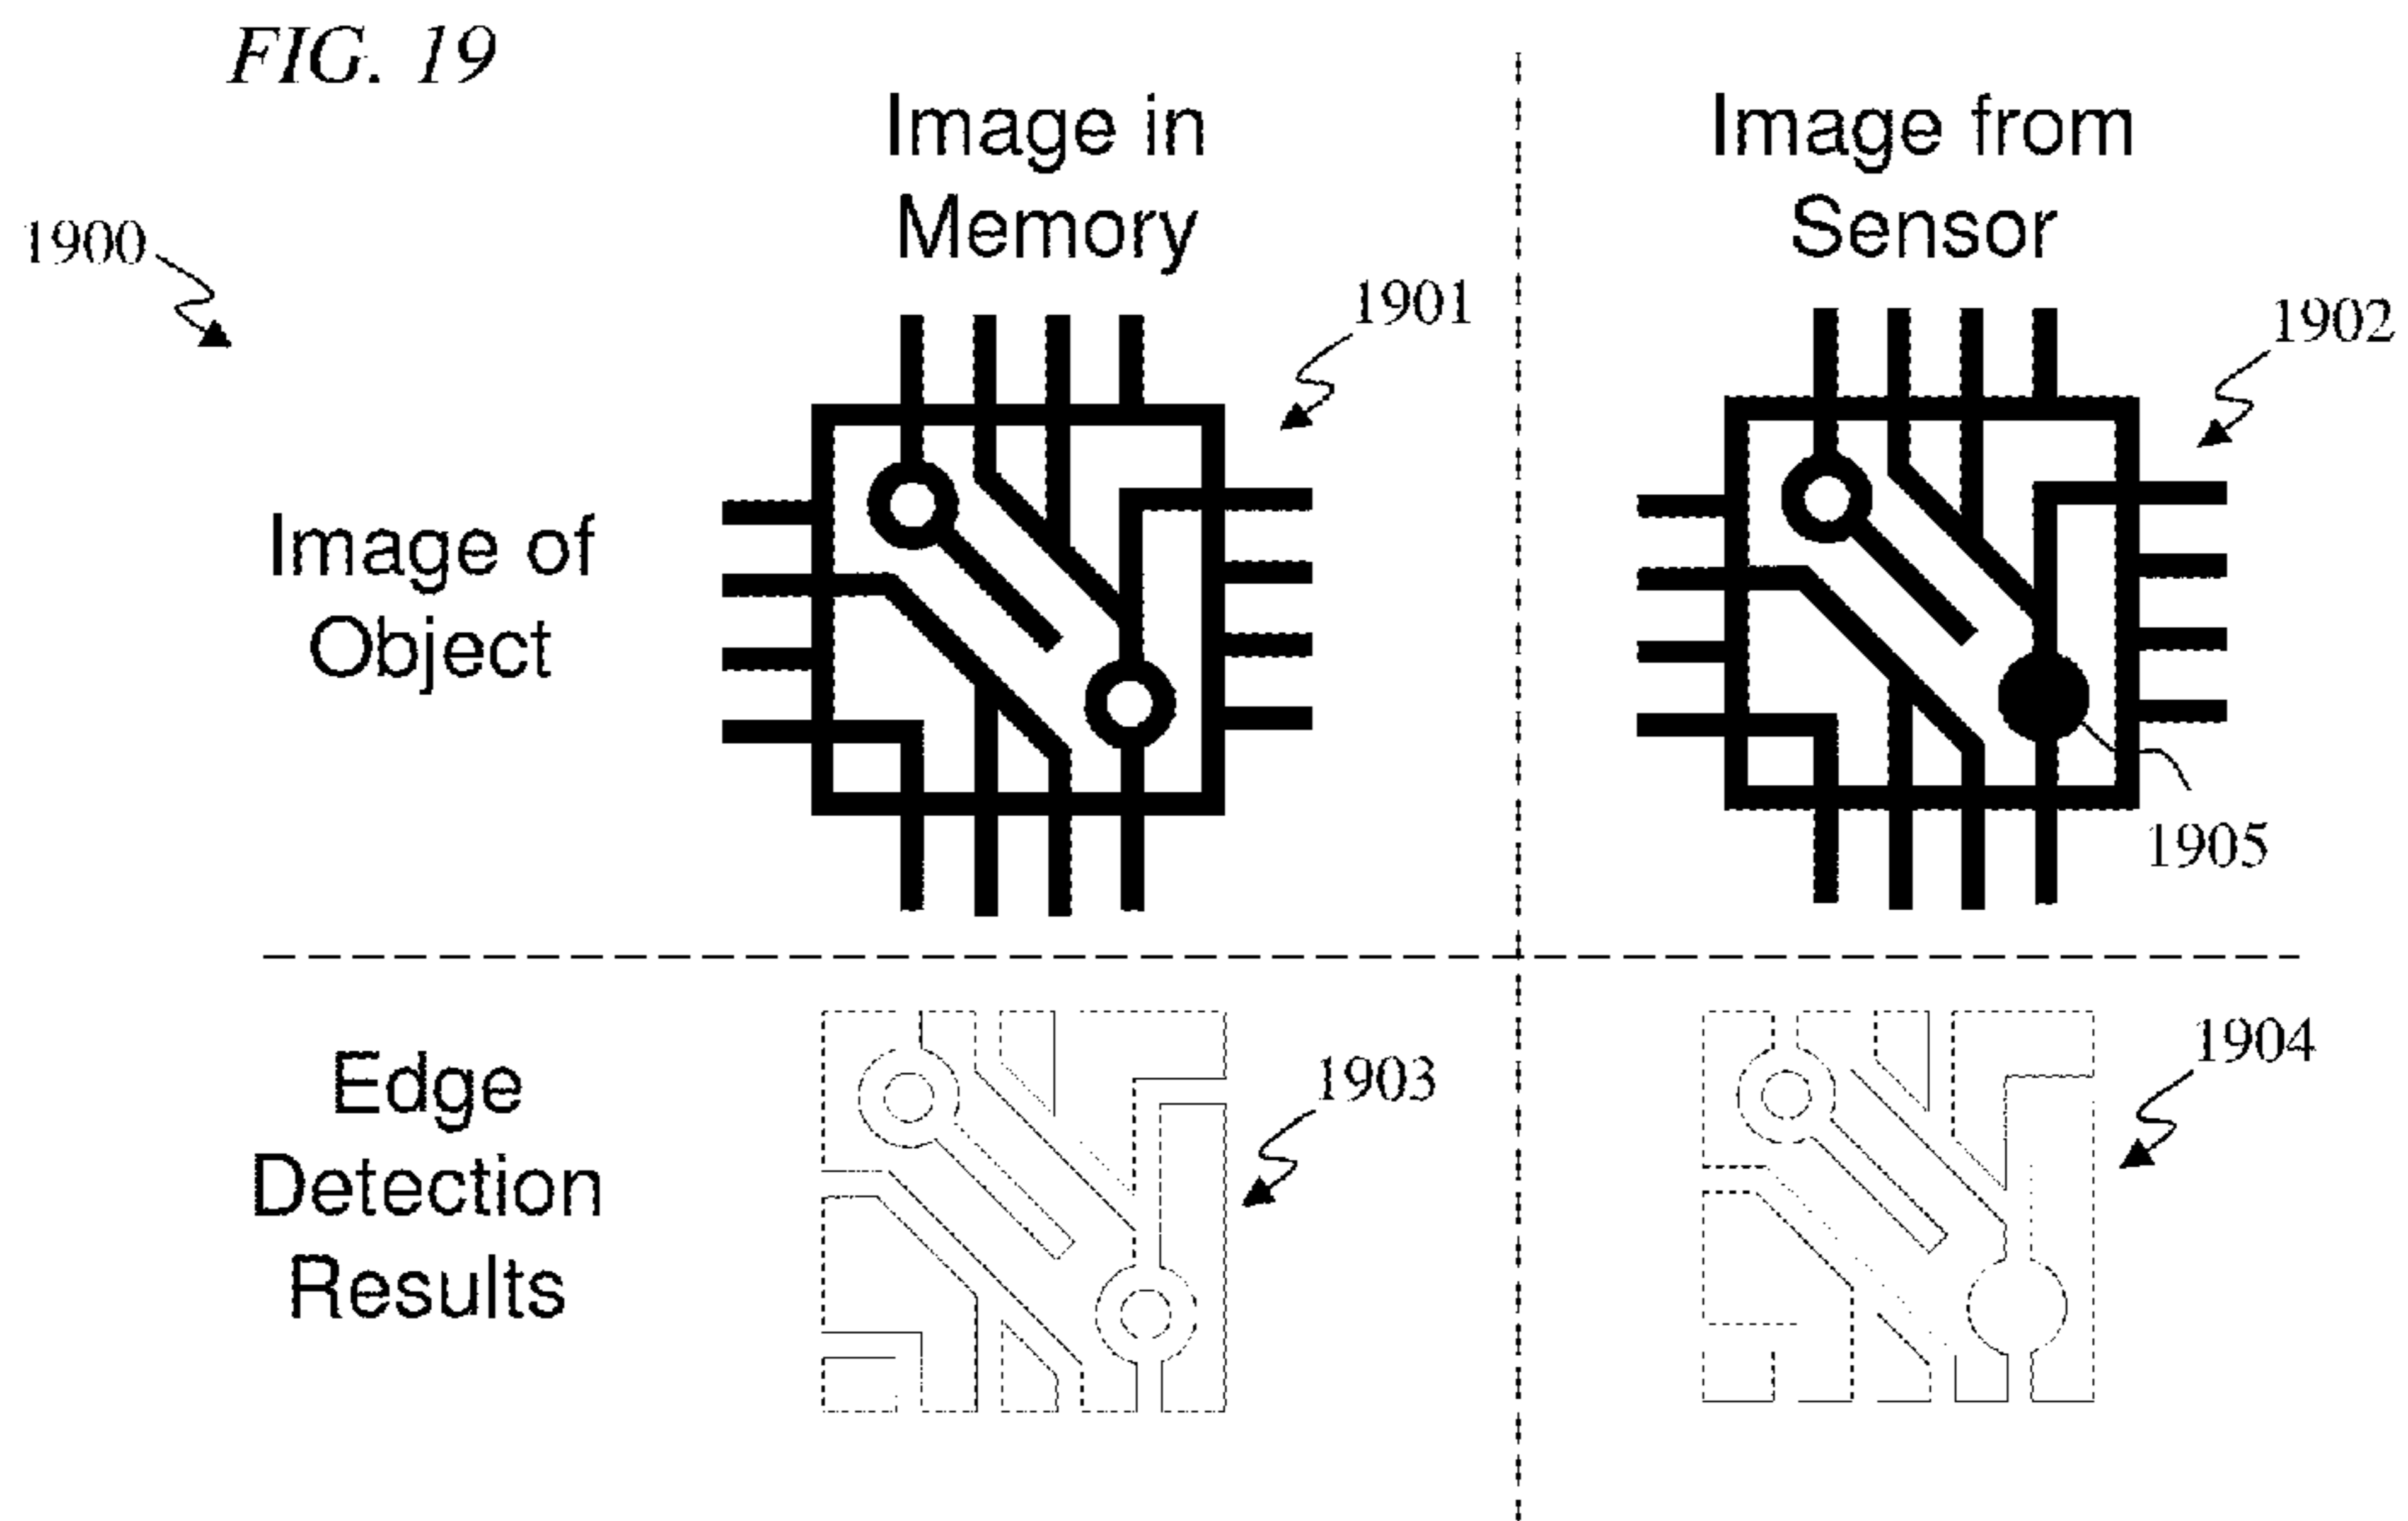 FIG. 19
Image in
Memory
Image from
Sensor
1900
1901
1902
Image of
Object
1905
Edge
Detection
Results
1903
1904